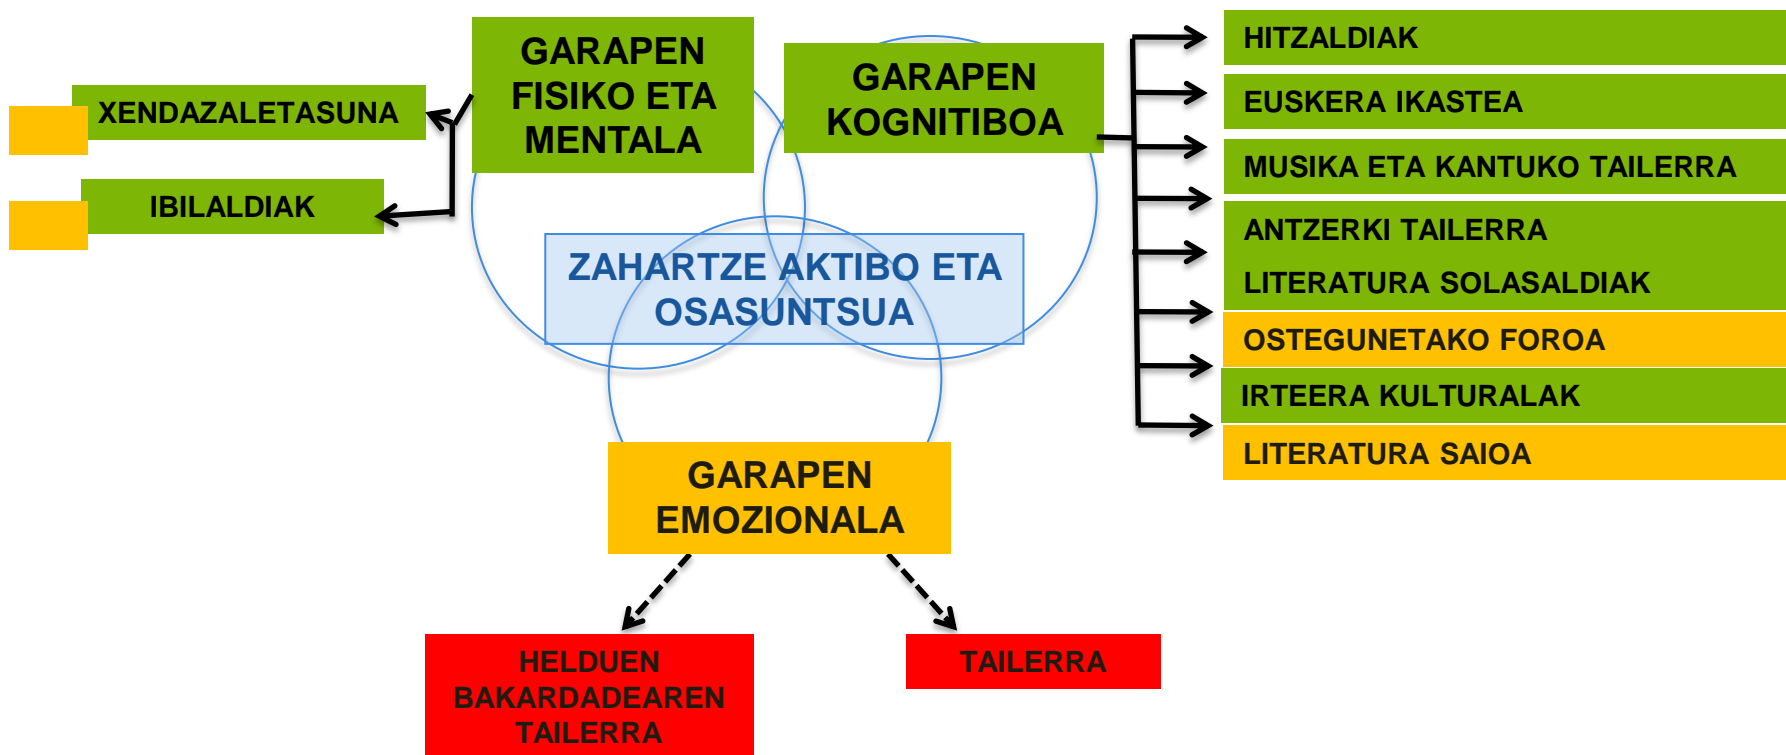 GARAPEN
FISIKO ETA
MENTALA
XENDAZALETASUNA
IBILALDIAK
GARAPEN
KOGNITIBOA
HITZALDIAK
EUSKERA IKASTEA
MUSIKA ETA KANTUKO TAILERRA
ANTZERKI TAILERRA
LITERATURA SOLASALDIAK
OSTEGUNETAKO FOROA
IRTEERA KULTURALAK
LITERATURA SAIOA
ZAHARTZE AKTIBO ETA
OSASUNTSUA
GARAPEN
EMOZIONALA
HELDUEN
BAKARDADEAREN
TAILERRA
TAILERRA